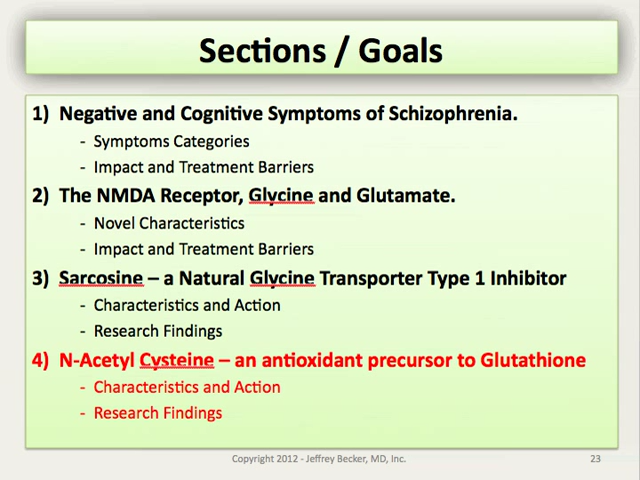 Sections / Goals
1) Negative and Cognitive Symptoms of Schizophrenia.
- Symptoms Categories
- Impact and Treatment Barriers
2) The NMDA Receptor, Glycine and Glutamate.
- Novel Characteristics
- Impact and Treatment Barriers
3) Sarcosine – a Natural Glycine Transporter Type 1 Inhibitor
- Characteristics and Action
- Research Findings
4) N-Acetyl Cysteine – an antioxidant precursor to Glutathione
- Characteristics and Action
- Research Findings
Copyright 2012 - Jeffrey Becker, MD, Inc.
23